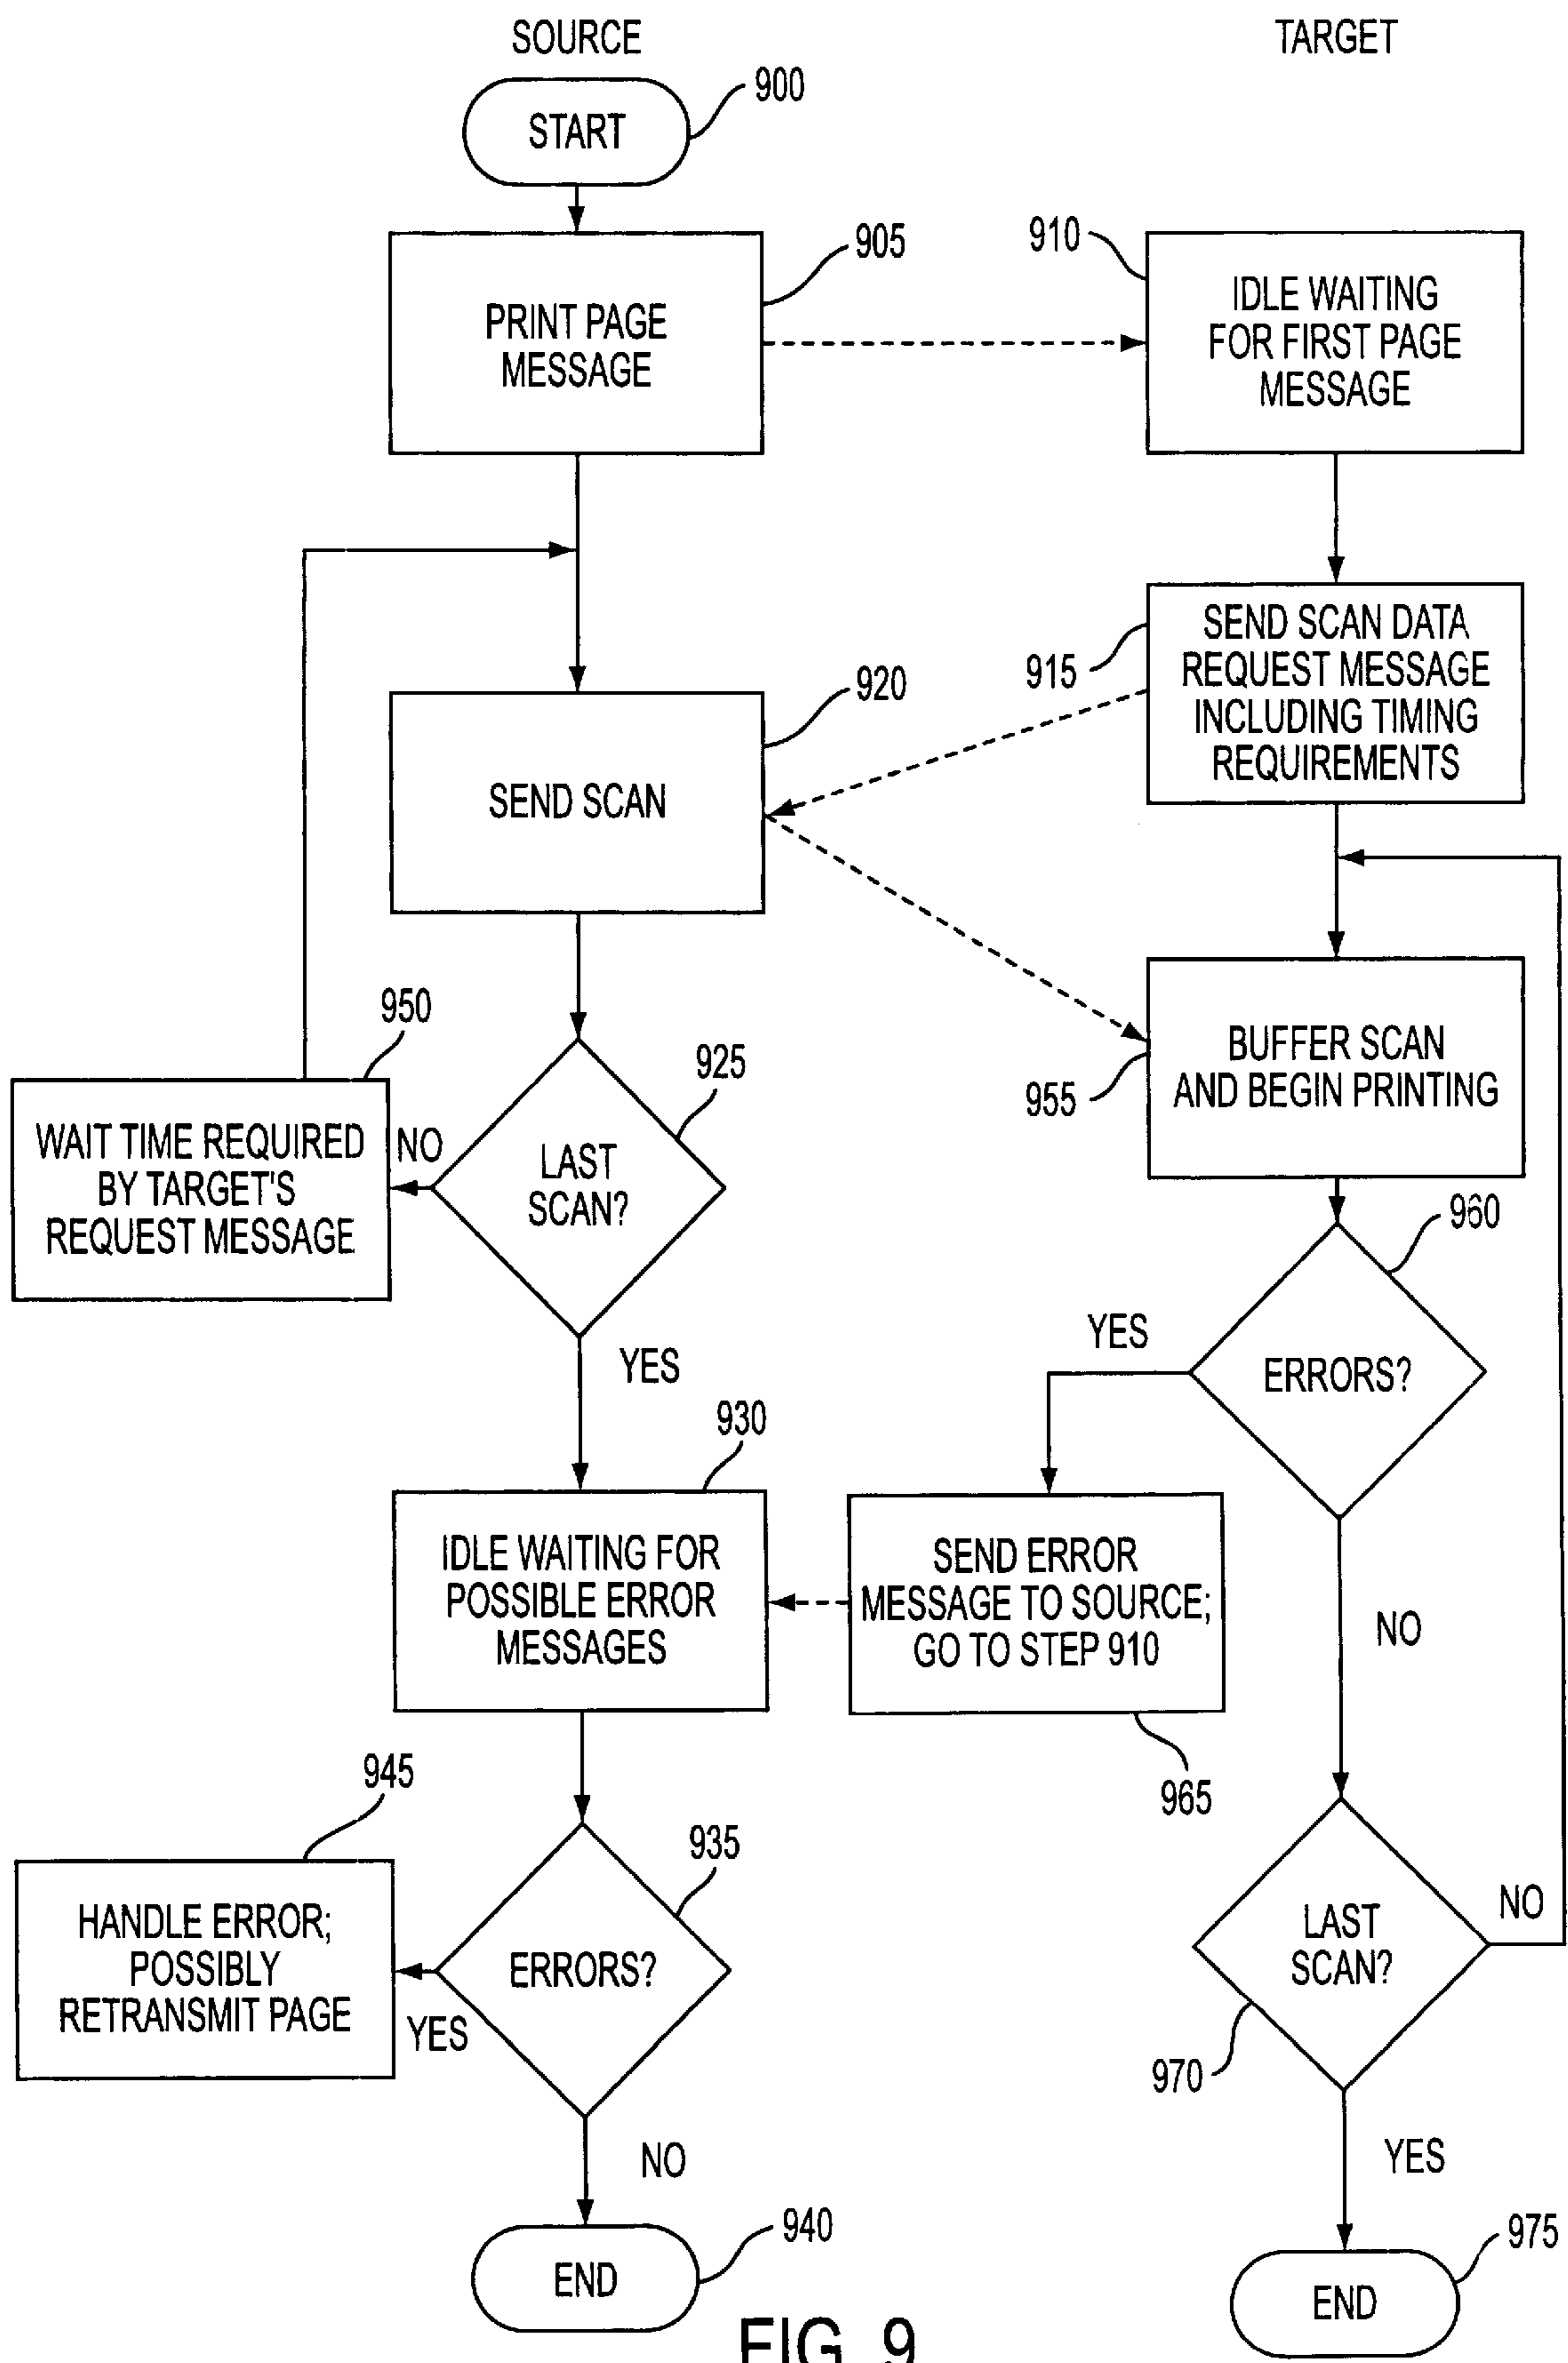 SOURCE
TARGET
START
900
PRINT PAGE
MESSAGE
905
910
IDLE WAITING
FOR FIRST PAGE
MESSAGE
915
SEND SCAN DATA
REQUEST MESSAGE
INCLUDING TIMING
REQUIREMENTS
920
SEND SCAN
950
WAIT TIME REQUIRED
BY TARGET'S
REQUEST MESSAGE
NO
925
LAST
SCAN?
YES
955
BUFFER SCAN
AND BEGIN PRINTING
960
YES
ERRORS?
NO
930
IDLE WAITING FOR
POSSIBLE ERROR
MESSAGES
SEND ERROR
MESSAGE TO SOURCE;
GO TO STEP 910
965
945
HANDLE ERROR;
POSSIBLY
RETRANSMIT PAGE
YES
935
ERRORS?
NO
LAST
SCAN?
NO
970
YES
END
940
END
975
FIG. 9